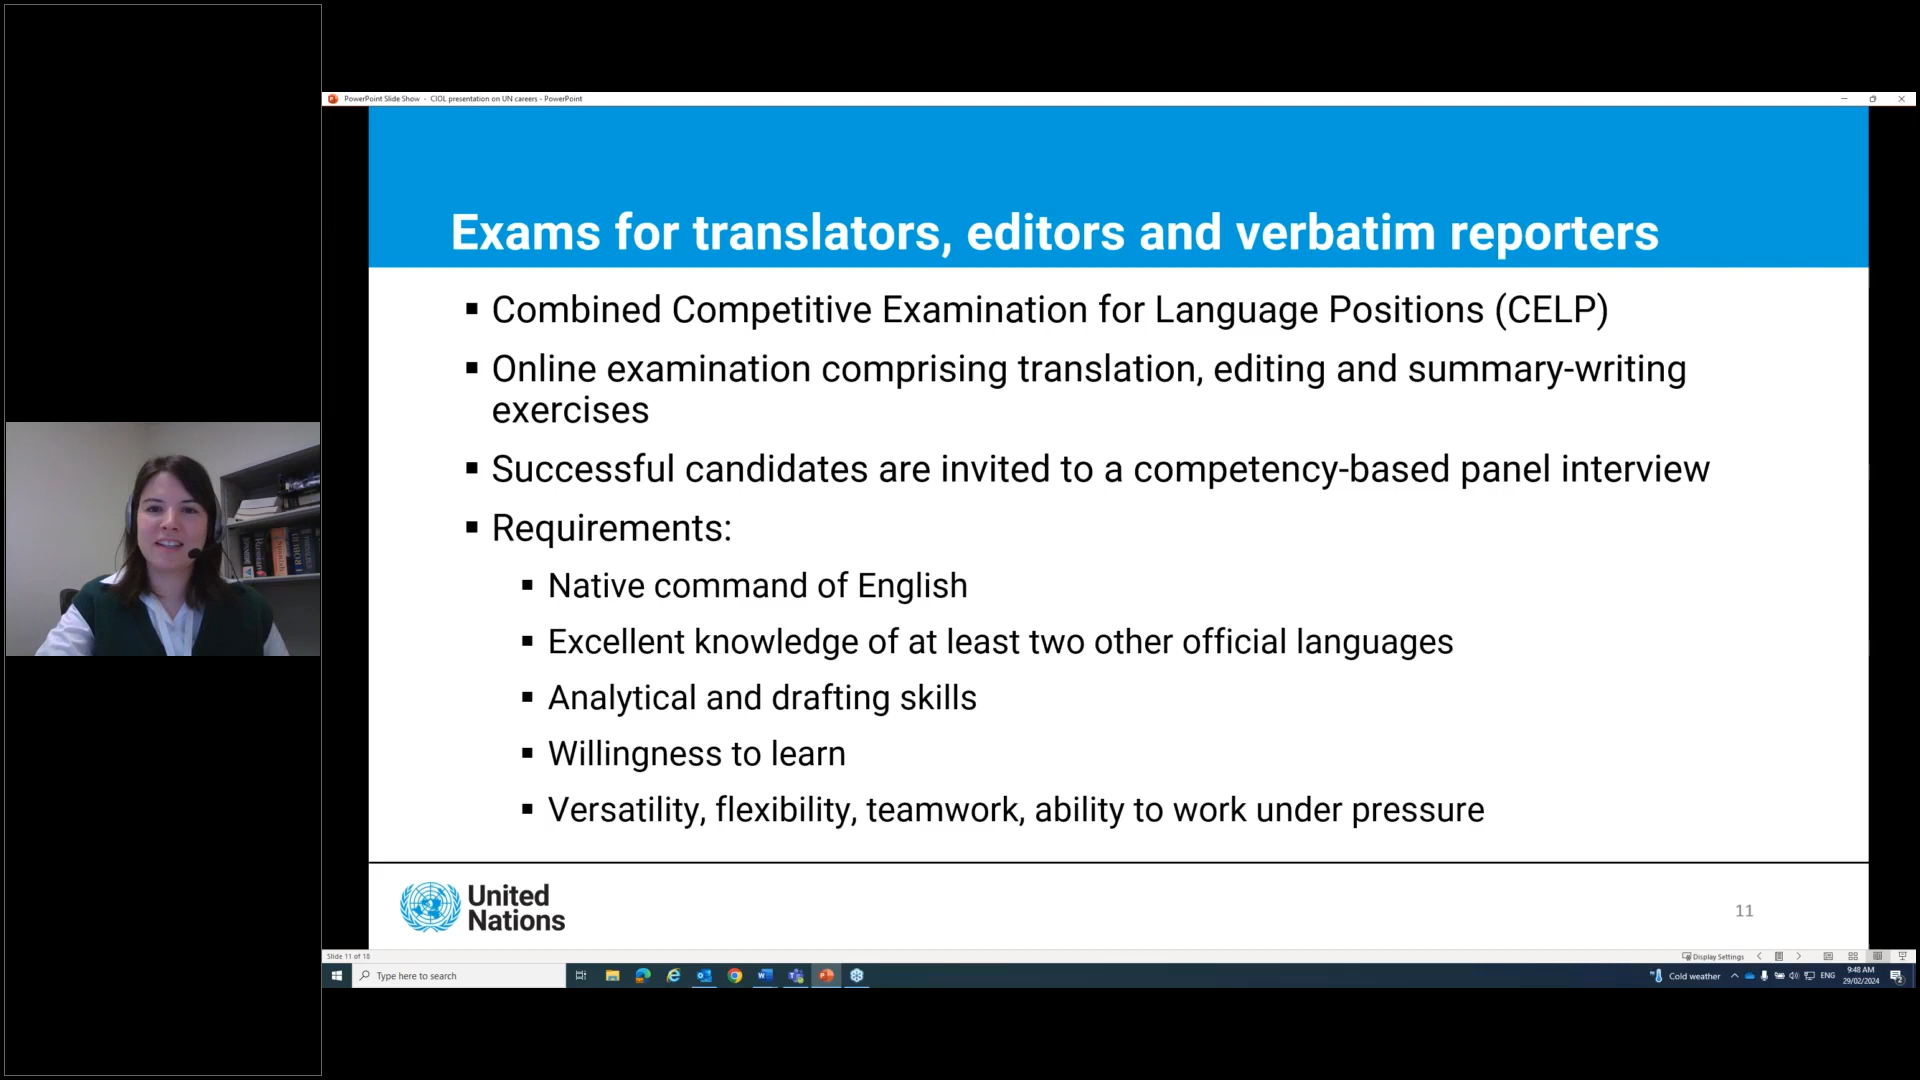 PowerPoint Slide Show - CIOL presentation on UN careers - PowerPoint
Exams for translators, editors and verbatim reporters
▪ Combined Competitive Examination for Language Positions (CELP)
▪ Online examination comprising translation, editing and summary-writing
exercises
▪ Successful candidates are invited to a competency-based panel interview
▪ Requirements:
▪ Native command of English
▪ Excellent knowledge of at least two other official languages
▪ Analytical and drafting skills
▪ Willingness to learn
▪ Versatility, flexibility, teamwork, ability to work under pressure
United
Nations
11
Slide 11 of 18
Display Settings
Type here to search
Cold weather
ENG
9:48 AM
29/02/2024
2